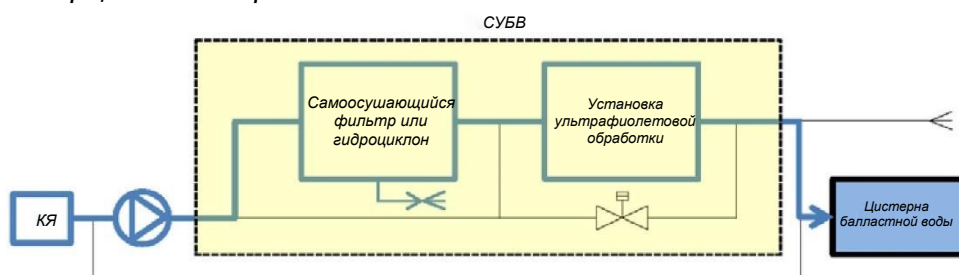 СУБВ
Самоосушающийся
фильтр или
гидроциклон
Установка
ультрафиолетовой
обработки
КЯ
Цистерна
балластной воды